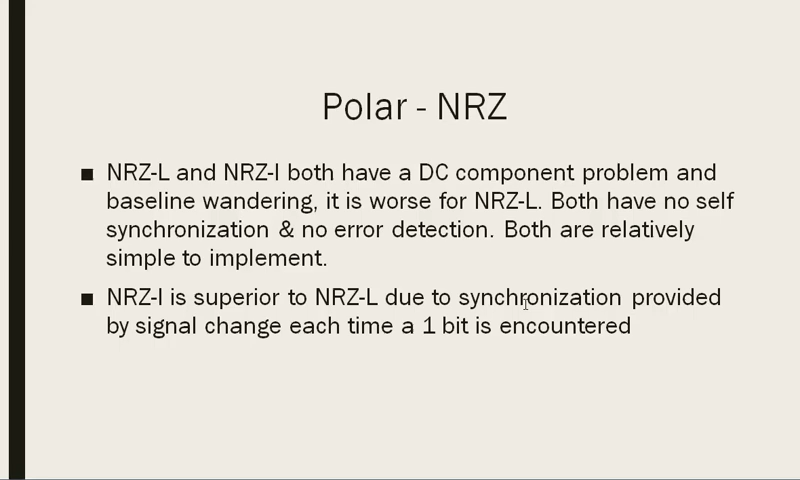 Polar - NRZ
■ NRZ-L and NRZ-I both have a DC component problem and
baseline wandering, it is worse for NRZ-L. Both have no self
synchronization & no error detection. Both are relatively
simple to implement.
■ NRZ-I is superior to NRZ-L due to synchronization provided
by signal change each time a 1 bit is encountered